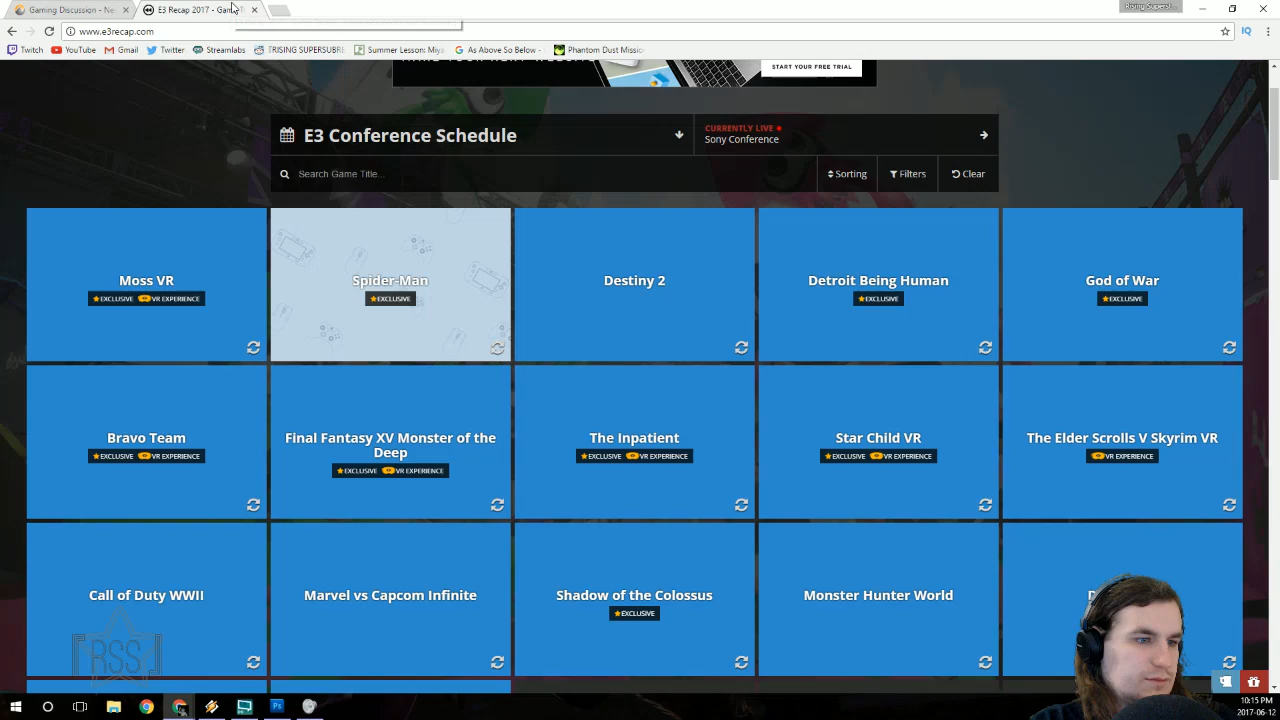 Gaming Discussion - Ne
E3 Recap 2017 - Gam
Rising Supers
www.e3recap.com
Twitch
YouTube
Gmail
Twitter
Streamlabs
TRISING SUPERSUBRE
Summer Lesson: Miya
As Above So Below -
Phantom Dust Missio
START YOUR FREE TRIAL
E3 Conference Schedule
CURRENTLY LIVE
Sony Conference
Search Game Title...
Sorting
Filters
Clear
Moss VR
EXCLUSIVE VR EXPERIENCE
Spider-Man
EXCLUSIVE
Destiny 2
Detroit Being Human
EXCLUSIVE
God of War
EXCLUSIVE
Bravo Team
EXCLUSIVE VR EXPERIENCE
Final Fantasy XV Monster of the
Deep
EXCLUSIVE VR EXPERIENCE
The Inpatient
EXCLUSIVE VR EXPERIENCE
Star Child VR
EXCLUSIVE VR EXPERIENCE
The Elder Scrolls V Skyrim VR
VR EXPERIENCE
Call of Duty WWII
Marvel vs Capcom Infinite
Shadow of the Colossus
EXCLUSIVE
Monster Hunter World
RSS
10:15 PM
2017-06-12